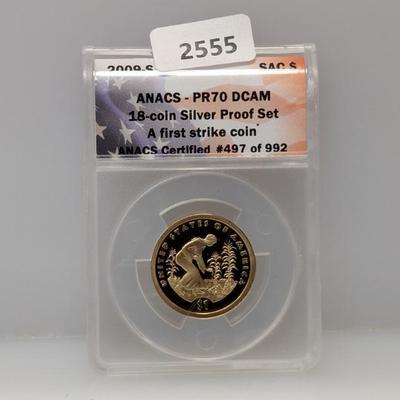 2555
2009-S SAC $
ANACS - PR70 DCAM
18-coin Silver Proof Set
A first strike coin
ANACS Certified #497 of 992
UNITED STATES OF AMERICA
$1